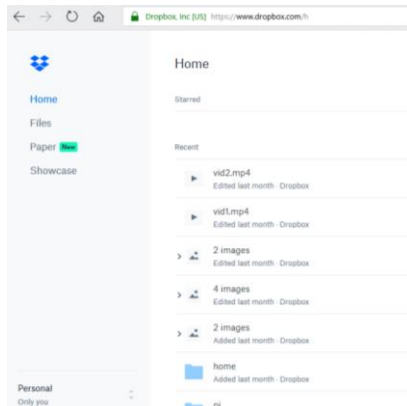 Dropbox, Inc [US] https://www.dropbox.com/h
Home
Home
Files
Paper New
Showcase
Starred
Recent
vid2.mp4
Edited last month · Dropbox
vid1.mp4
Edited last month · Dropbox
2 images
Edited last month · Dropbox
4 images
Edited last month · Dropbox
2 images
Added last month · Dropbox
home
Added last month · Dropbox
Personal
Only you